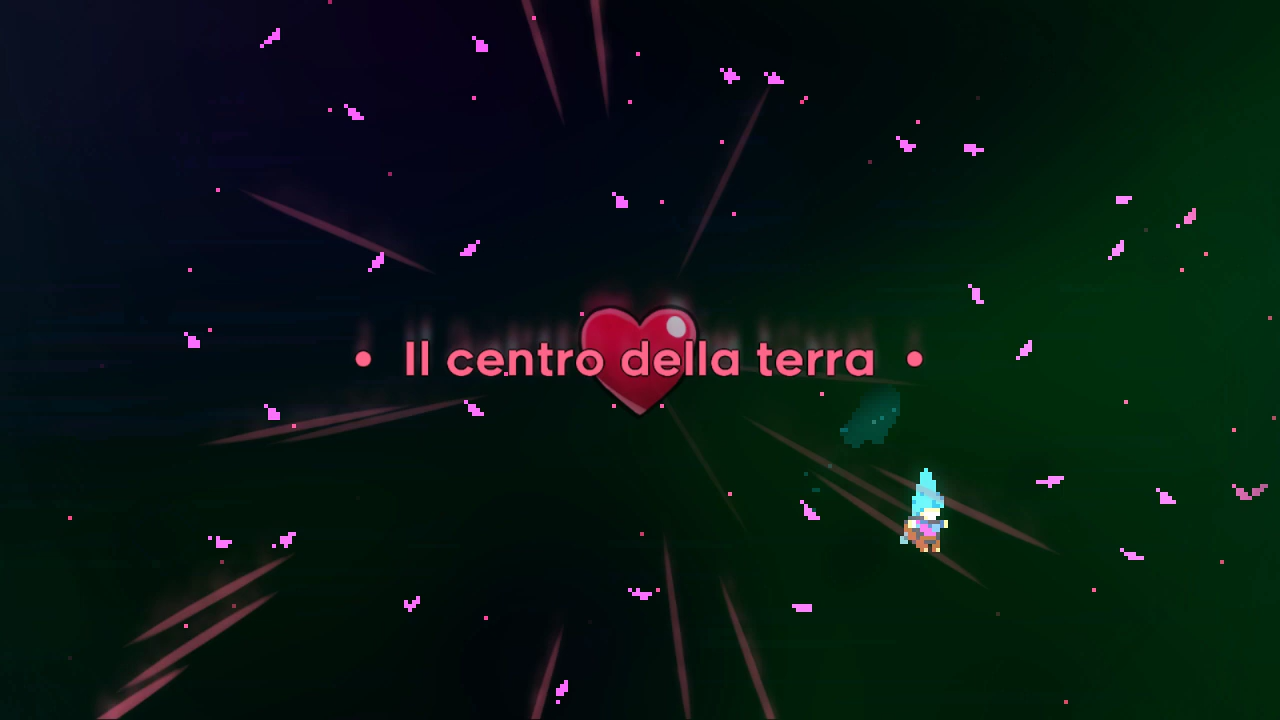 • Il centro della terra •